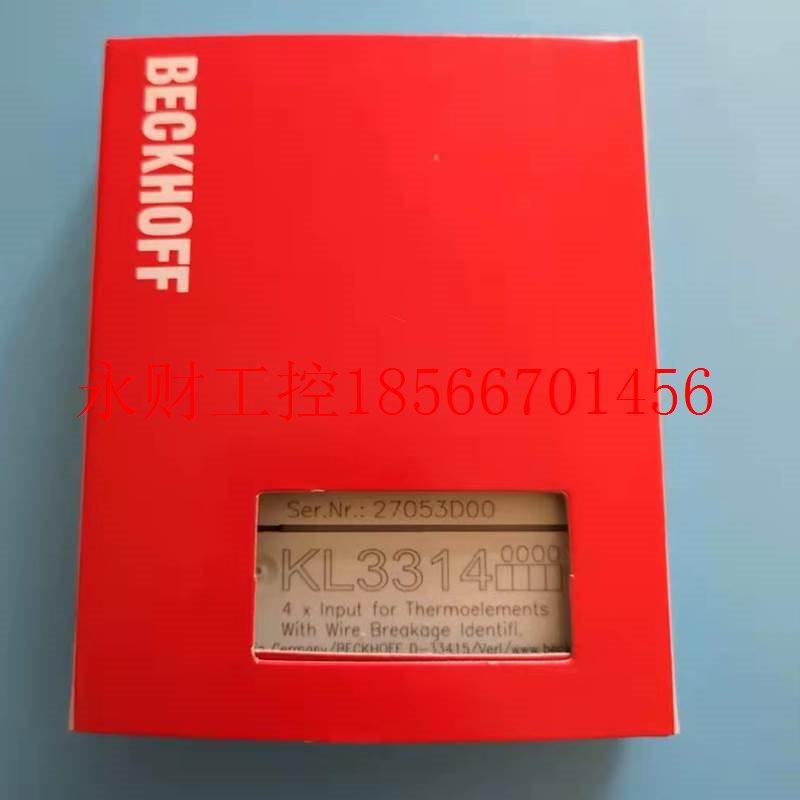 BECKHOFF
永财工控18566701456
Ser.Nr.: 27053D00
KL3314 0000
4 x Input for Thermoelements
With Wire Breakage Identifi.
Germany/BECKHOFF D-33415/Verl/www.be